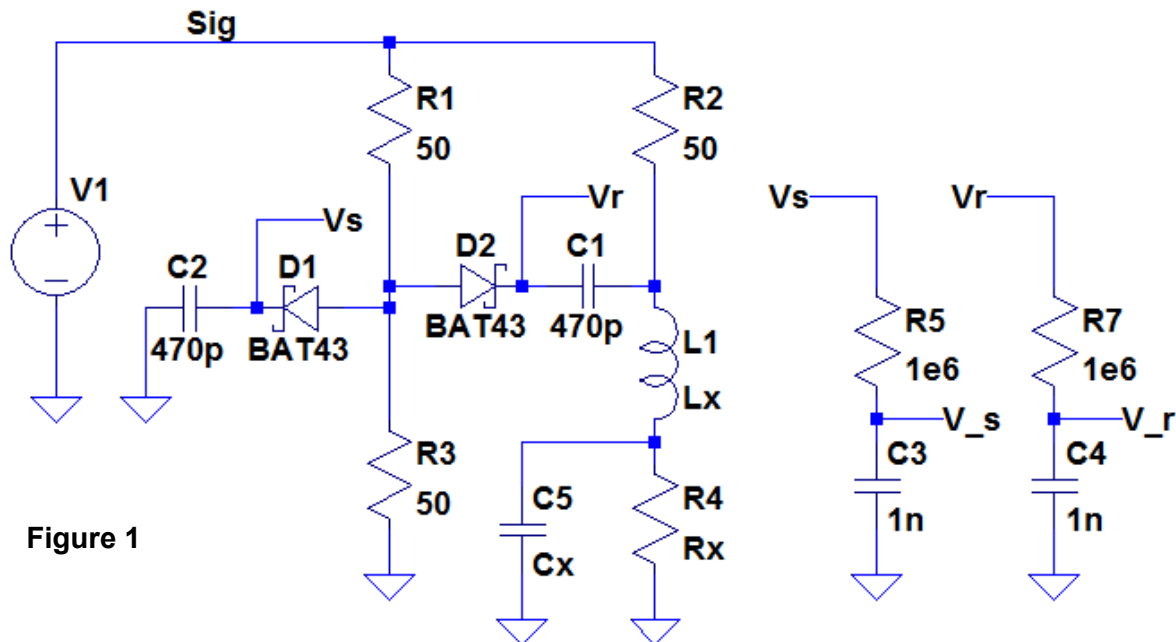 Sig
R1
50
R2
50
V1
Vs
Vr
Vs
Vr
C2
D1
D2
C1
470p
BAT43
BAT43
470p
L1
Lx
R5
1e6
R7
1e6
V_s
V_r
R3
50
C5
Cx
R4
Rx
C3
1n
C4
1n
Figure 1